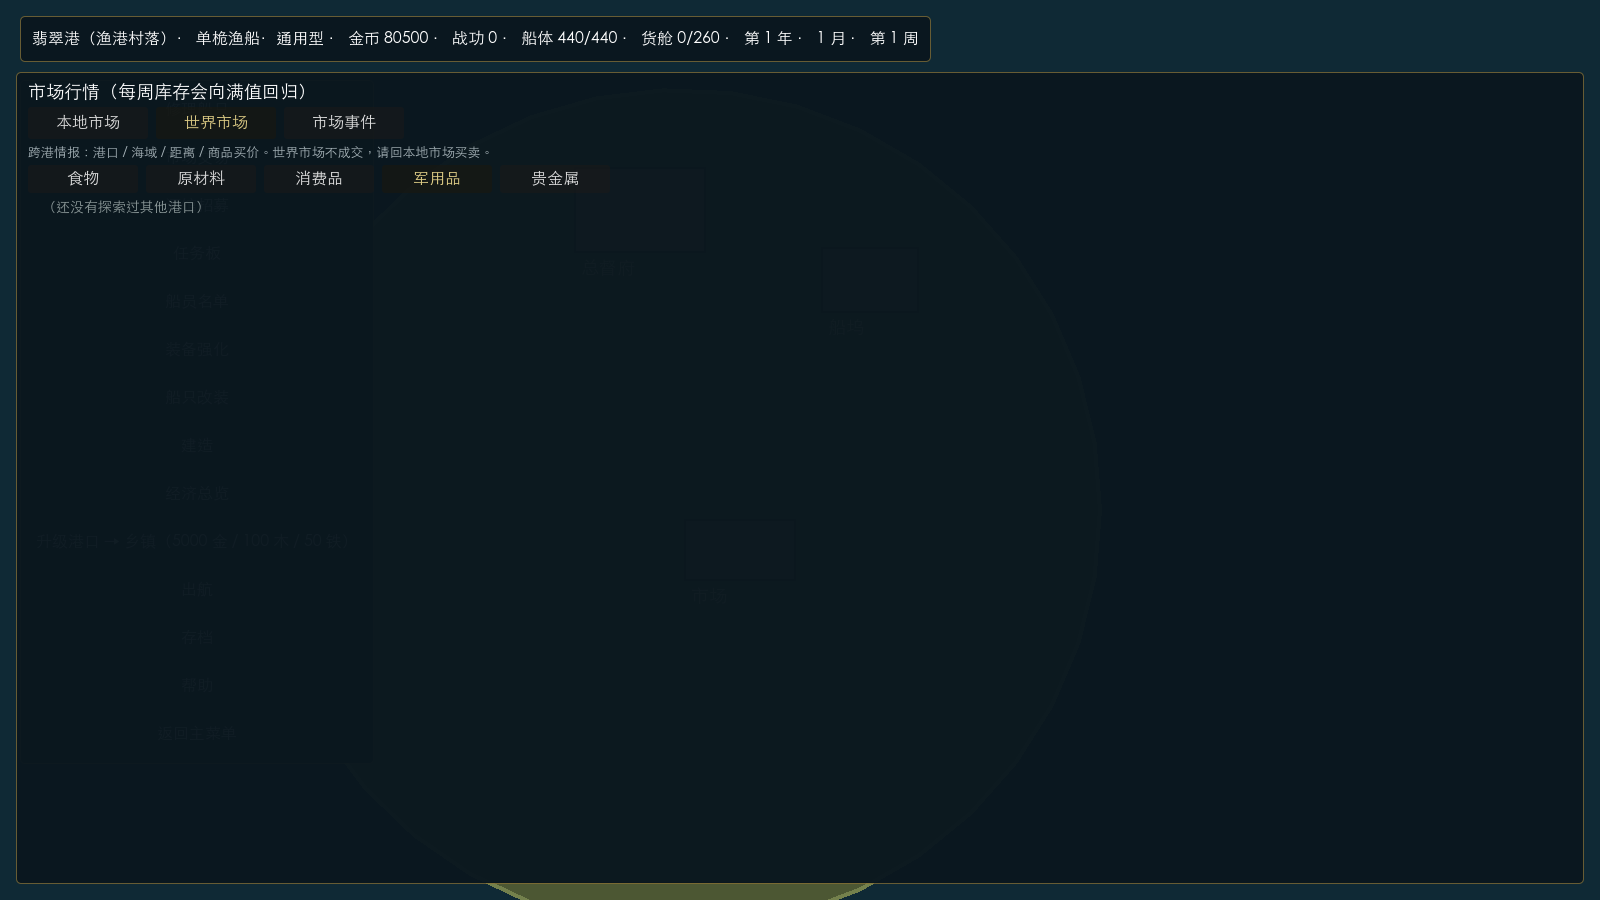 翡翠港（渔港村落）· 单桅渔船· 通用型 · 金币 80500 · 战功 0 · 船体 440/440 · 货舱 0/260 · 第 1 年 · 1 月 · 第 1 周
市场行情（每周库存会向满值回归）
本地市场 世界市场 市场事件
跨港情报：港口 / 海域 / 距离 / 商品买价。世界市场不成交，请回本地市场买卖。
食物 原材料 消费品 军用品 贵金属
（还没有探索过其他港口）
出航
存档
帮助